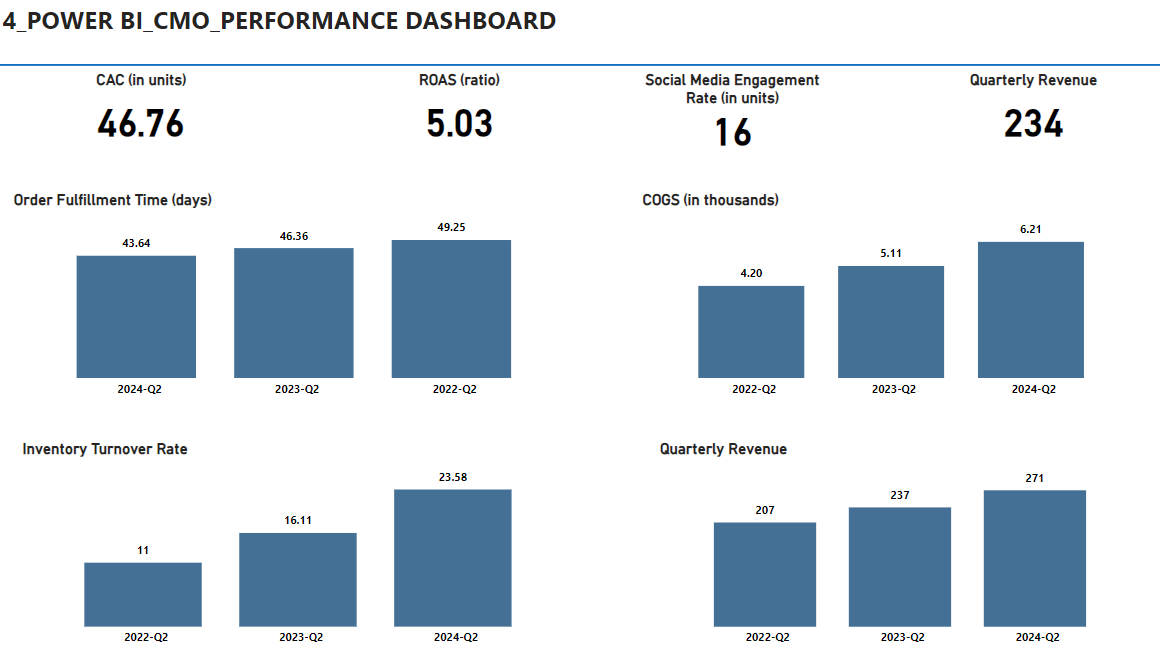 4_POWER BI_CMO_PERFORMANCE DASHBOARD
CAC (in units)
46.76
ROAS (ratio)
5.03
Social Media Engagement
Rate (in units)
16
Quarterly Revenue
234
Order Fulfillment Time (days)
43.64
46.36
49.25
2024-Q2
2023-Q2
2022-Q2
COGS (in thousands)
4.20
5.11
6.21
2022-Q2
2023-Q2
2024-Q2
Inventory Turnover Rate
11
16.11
23.58
2022-Q2
2023-Q2
2024-Q2
Quarterly Revenue
207
237
271
2022-Q2
2023-Q2
2024-Q2